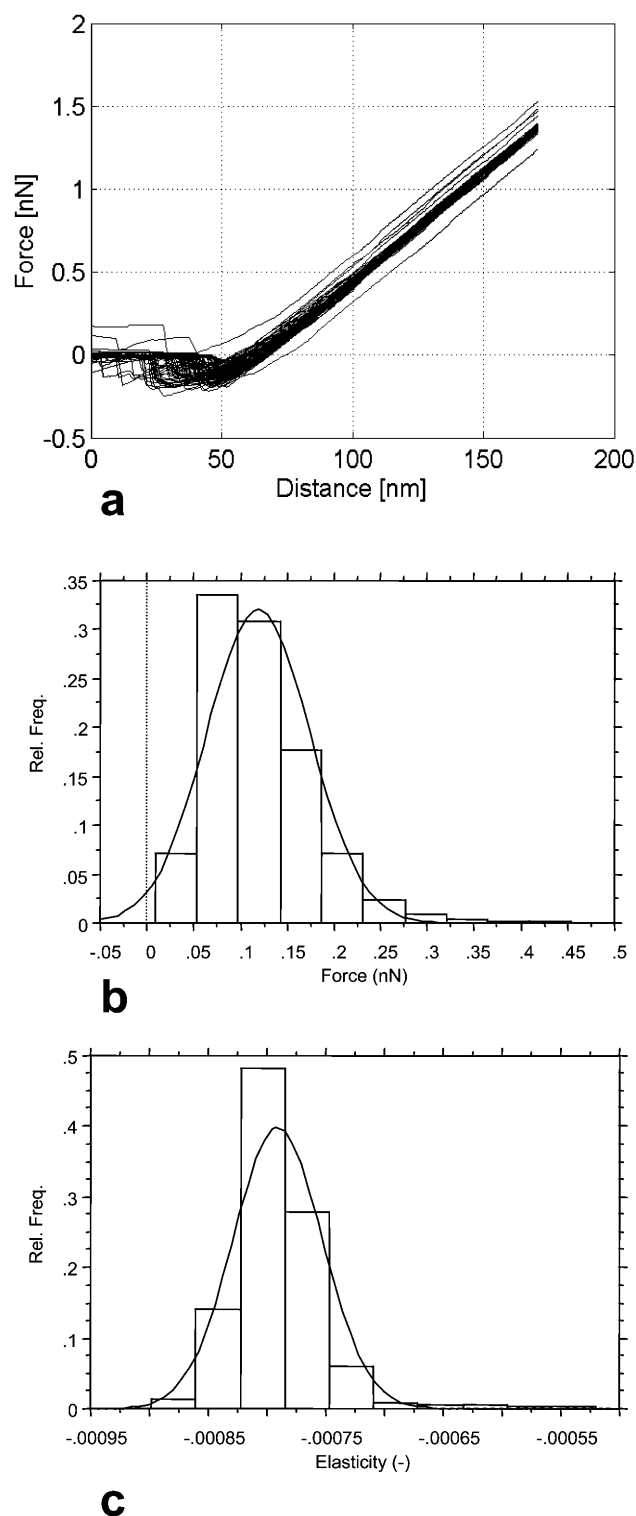 2
1.5
1
0.5
0
-0.5
Force [nN]
0 50 100 150 200
Distance [nm]
a
.35
.3
.25
.2
.15
.1
.05
0
Rel. Freq.
-.05 0 .05 .1 .15 .2 .25 .3 .35 .4 .45 .5
Force (nN)
b
.5
.4
.3
.2
.1
0
Rel. Freq.
-.00095 -.00085 -.00075 -.00065 -.00055
Elasticity (-)
c